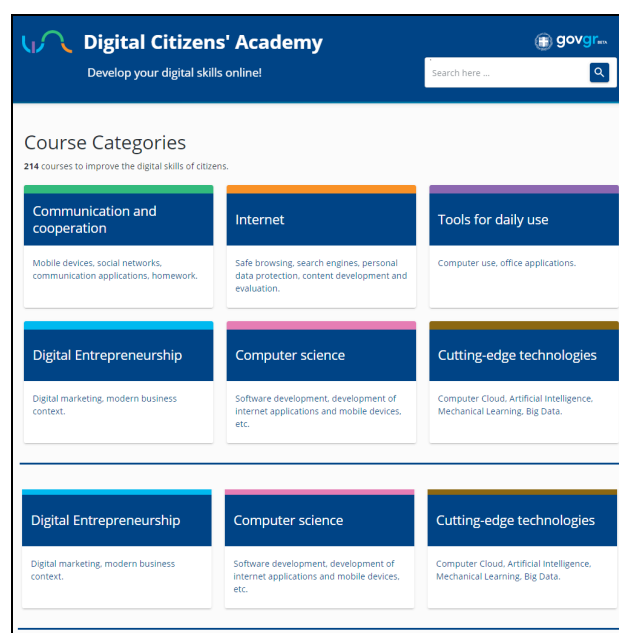 Digital Citizens' Academy
govgr BETA
Develop your digital skills online!
Search here ...
Course Categories
214 courses to improve the digital skills of citizens.
Communication and
cooperation
Internet
Tools for daily use
Mobile devices, social networks,
communication applications, homework.
Safe browsing, search engines, personal
data protection, content development and
evaluation.
Computer use, office applications.
Digital Entrepreneurship
Computer science
Cutting-edge technologies
Digital marketing, modern business
context.
Software development, development of
internet applications and mobile devices,
etc.
Computer Cloud, Artificial Intelligence,
Mechanical Learning, Big Data.
Digital Entrepreneurship
Computer science
Cutting-edge technologies
Digital marketing, modern business
context.
Software development, development of
internet applications and mobile devices,
etc.
Computer Cloud, Artificial Intelligence,
Mechanical Learning, Big Data.